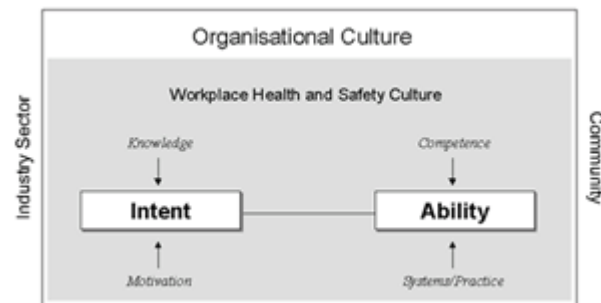 Organisational Culture
Workplace Health and Safety Culture
Industry Sector
Community
Knowledge
Competence
Intent
Ability
Motivation
Systems/Practice